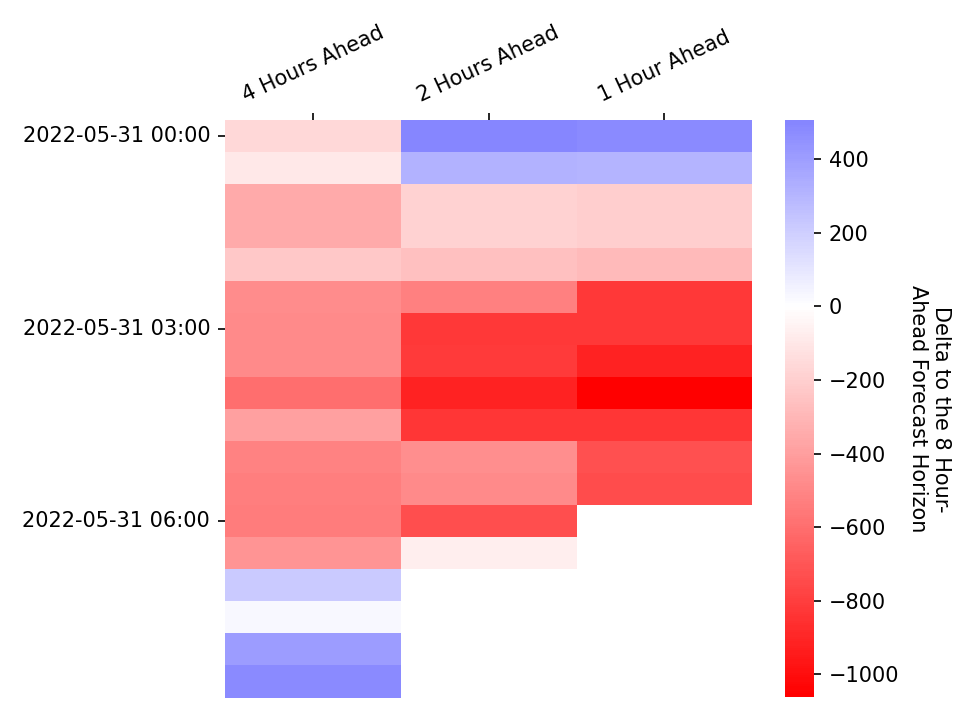 4 Hours Ahead
2 Hours Ahead
1 Hour Ahead
2022-05-31 00:00
2022-05-31 03:00
2022-05-31 06:00
400
200
0
−200
−400
−600
−800
−1000
Delta to the 8 Hour-
Ahead Forecast Horizon